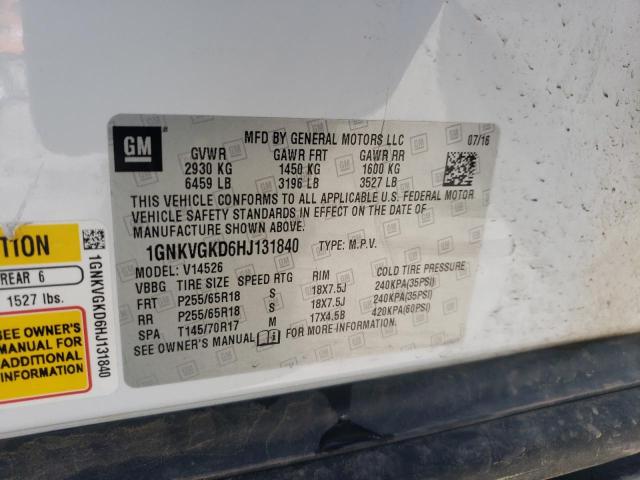 GM
MFD BY GENERAL MOTORS LLC 07/16
GVWR GAWR FRT GAWR RR
2930 KG 1450 KG 1600 KG
6459 LB 3196 LB 3527 LB
THIS VEHICLE CONFORMS TO ALL APPLICABLE U.S. FEDERAL MOTOR
VEHICLE SAFETY STANDARDS IN EFFECT ON THE DATE OF
MANUFACTURE SHOWN ABOVE.
1GNKVGKD6HJ131840 TYPE: M.P.V.
MODEL: V14526
VBBG TIRE SIZE SPEED RTG RIM COLD TIRE PRESSURE
FRT P255/65R18 S 18X7.5J 240KPA(35PSI)
RR P255/65R18 S 18X7.5J 240KPA(35PSI)
SPA T145/70R17 M 17X4.5B 420KPA(60PSI)
SEE OWNER'S MANUAL FOR MORE INFORMATION
TION
REAR 6
1527 lbs.
SEE OWNER'S
MANUAL FOR
ADDITIONAL
INFORMATION
1GNKVGKD6HJ131840